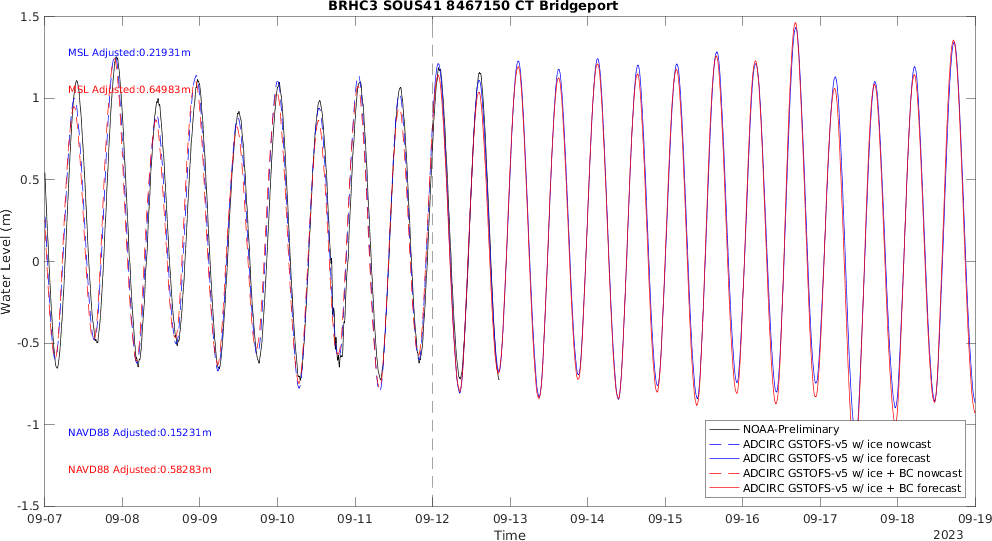 BRHC3 SOUS41 8467150 CT Bridgeport
1.5
MSL Adjusted:0.21931m
1
MSL Adjusted:0.64983m
0.5
Water Level (m)
0
-0.5
-1
NAVD88 Adjusted:0.15231m
NAVD88 Adjusted:0.58283m
-1.5
NOAA-Preliminary
ADCIRC GSTOFS-v5 w/ ice nowcast
ADCIRC GSTOFS-v5 w/ ice forecast
ADCIRC GSTOFS-v5 w/ ice + BC nowcast
ADCIRC GSTOFS-v5 w/ ice + BC forecast
09-07 09-08 09-09 09-10 09-11 09-12 09-13 09-14 09-15 09-16 09-17 09-18 09-19
Time
2023